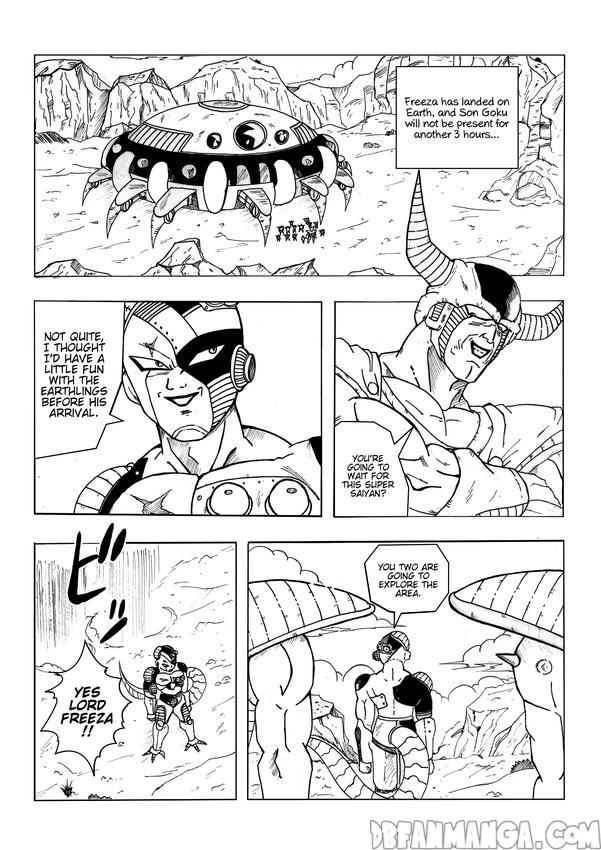 Freeza has landed on
Earth, and Son Goku
will not be present for
another 3 hours...
YOU'RE
GOING TO
WAIT FOR
THIS SUPER
SAIYAN?
NOT QUITE,
I THOUGHT
I'D HAVE A
LITTLE FUN
WITH THE
EARTHLINGS
BEFORE HIS
ARRIVAL.
YOU TWO ARE
GOING TO
EXPLORE THE
AREA.
ビッ
YES
LORD
FREEZA
!!
DBFANMANGA.COM